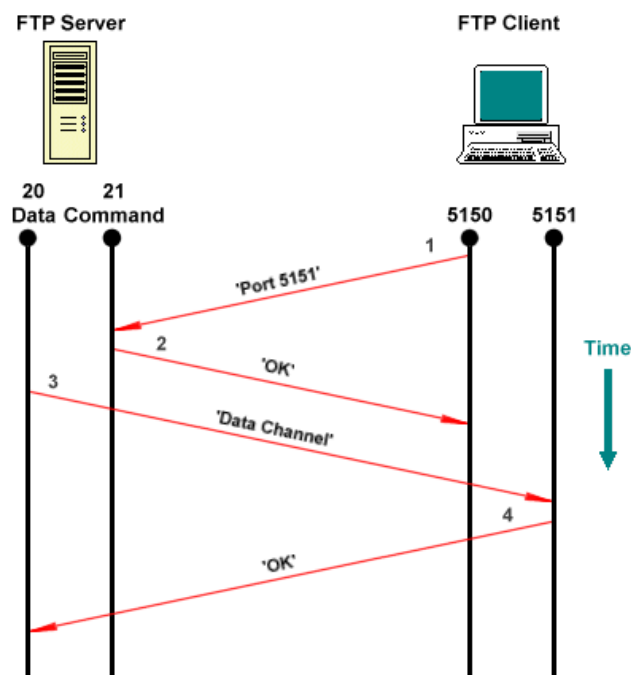 FTP Server
FTP Client
20
21
Data Command
5150
5151
1
'Port 5151'
2
'OK'
Time
3
'Data Channel'
4
'OK'